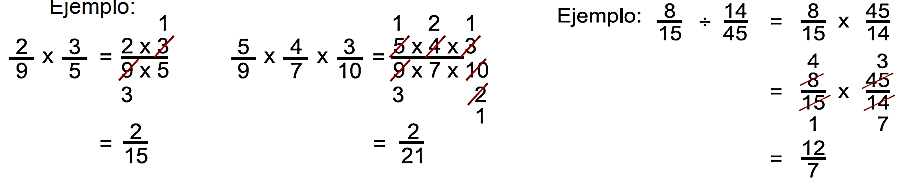 Ejemplo:
1
2/9 x 3/5 = 2 x 3 / 9 x 5
3
= 2/15
1 2 1
5/9 x 4/7 x 3/10 = 5 x 4 x 3 / 9 x 7 x 10
3 2
1
= 2/21
Ejemplo: 8/15 ÷ 14/45 = 8/15 x 45/14
4 3
= 8/15 x 45/14
1 7
= 12/7